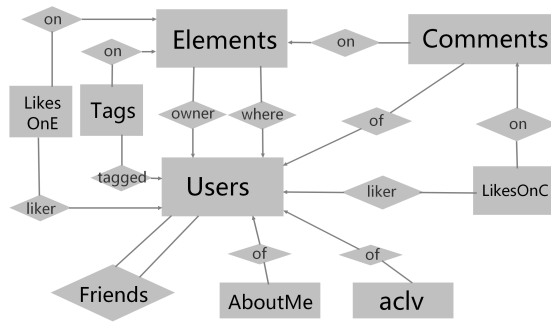 on
Elements
on
Comments
on
Likes
OnE
Tags
owner
where
of
on
tagged
Users
liker
LikesOnC
liker
of
of
Friends
AboutMe
aclv